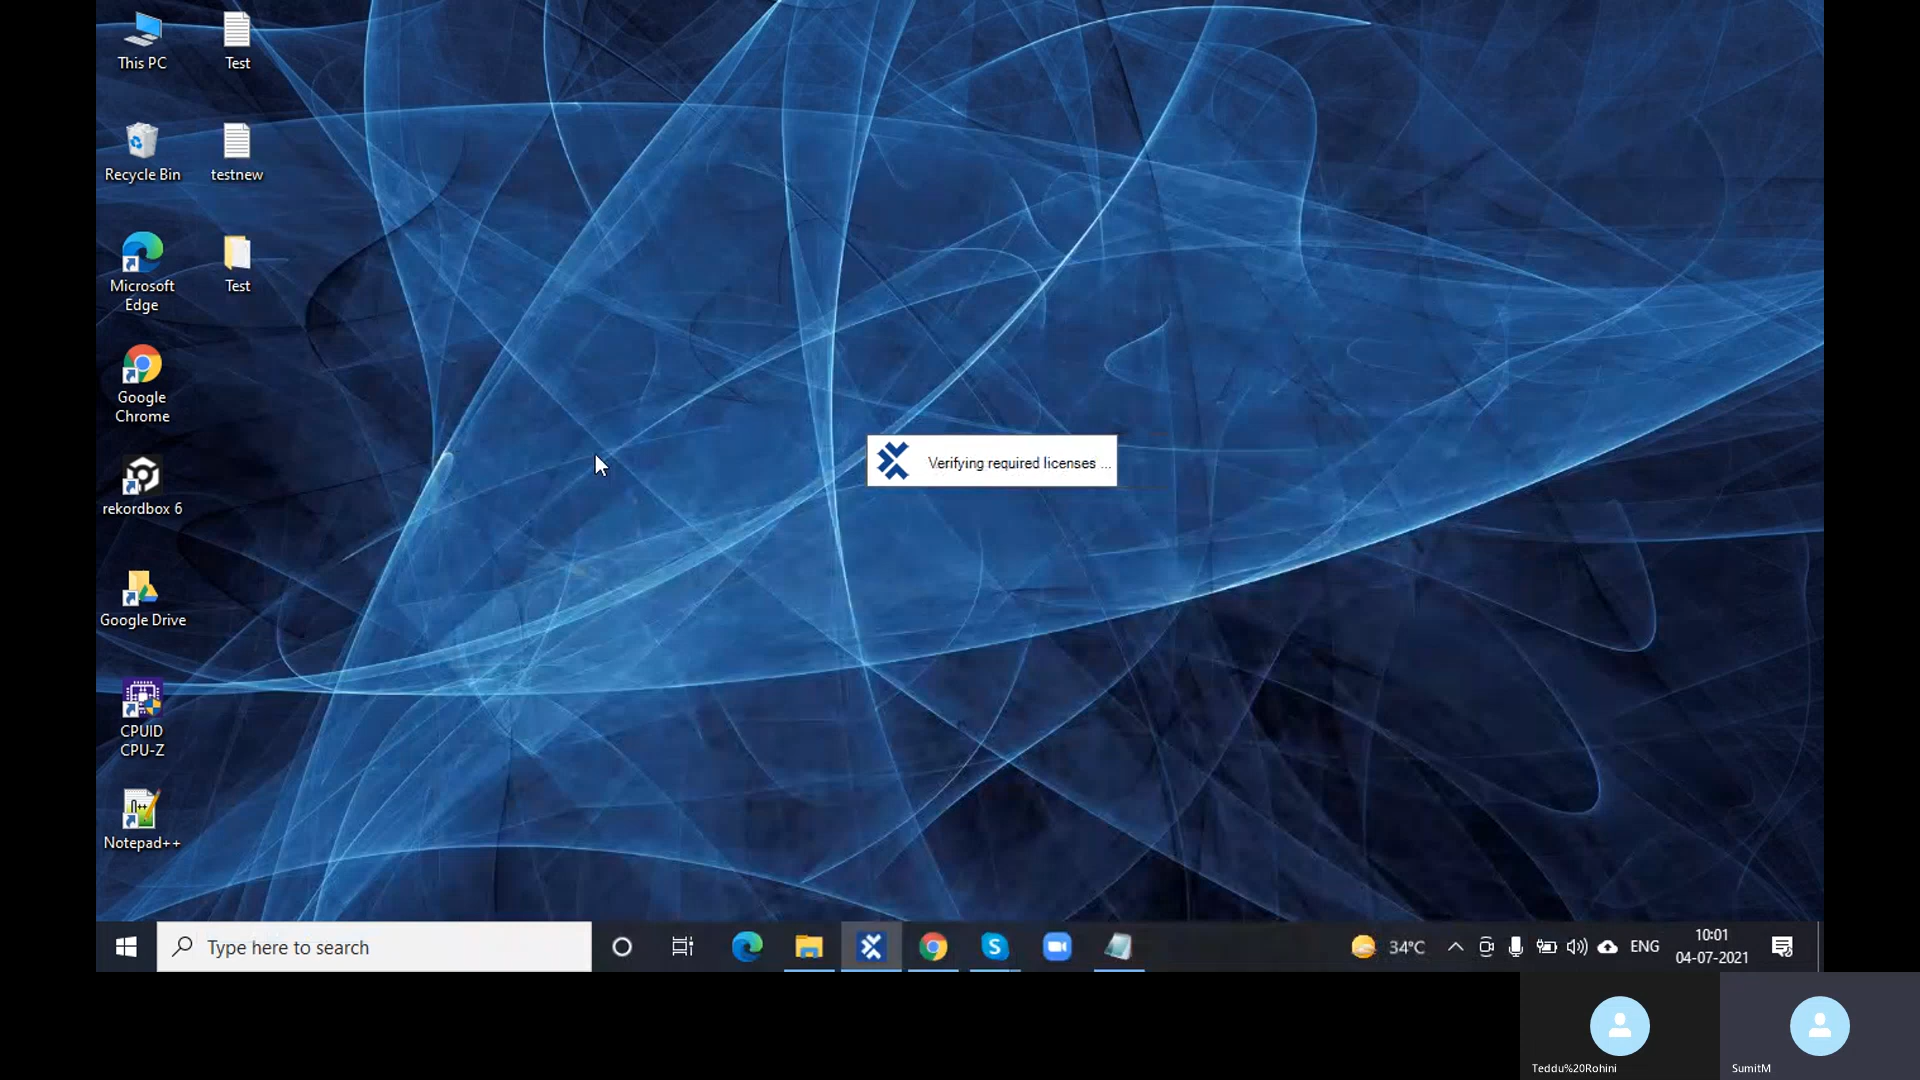 This PC
Test
Recycle Bin
testnew
Microsoft
Edge
Test
Google
Chrome
rekordbox 6
Google Drive
CPUID
CPU-Z
Notepad++
Verifying required licenses ...
Type here to search
34°C
ENG
10:01
04-07-2021
Teddu%20Rohini
SumitM